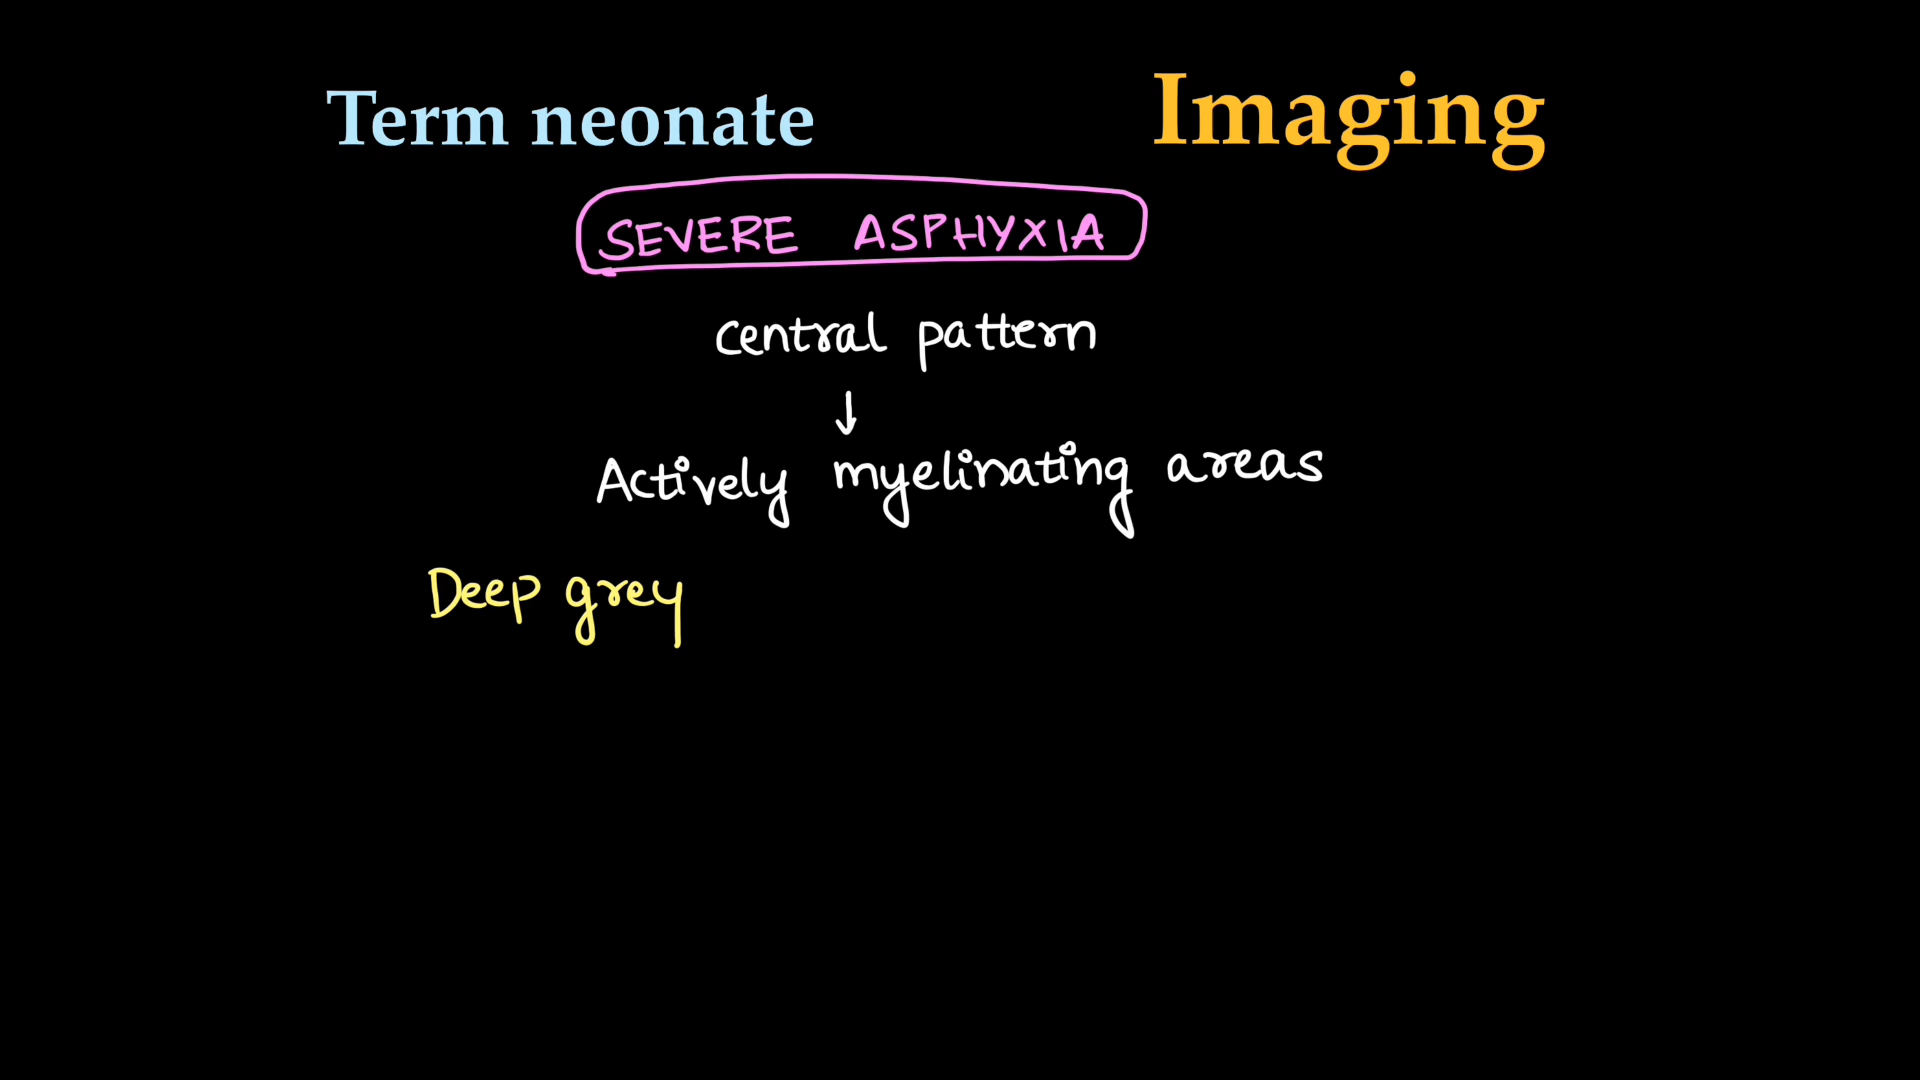 Term neonate
Imaging
SEVERE ASPHYXIA
central pattern
↓
Actively myelinating areas
Deep grey